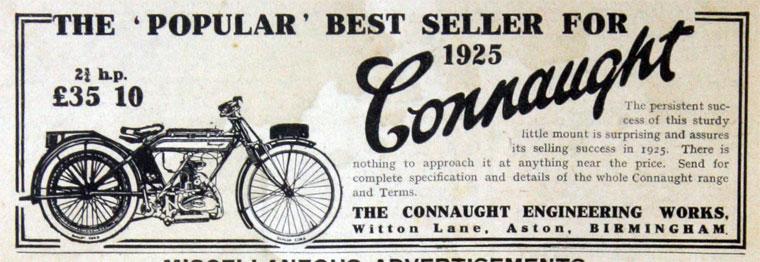 THE ‘POPULAR’ BEST SELLER FOR
1925
2¾ h.p.
£35 10
Connaught
The persistent suc-
cess of this sturdy
little mount is surprising and assures
its selling success in 1925. There is
nothing to approach it at anything near the price. Send for
complete specification and details of the whole Connaught range
and Terms.
THE CONNAUGHT ENGINEERING WORKS,
Witton Lane, Aston, BIRMINGHAM.
MISCELLANEOUS ADVERTISEMENTS